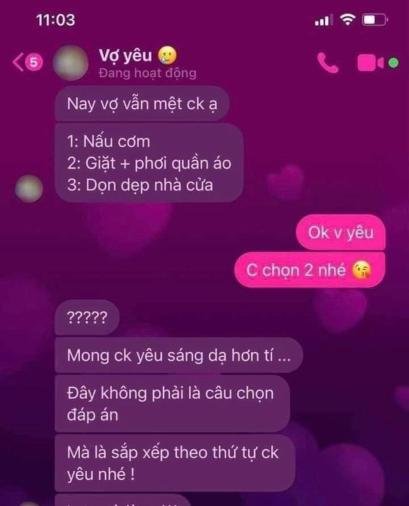 11:03
5
Vợ yêu 🥲
Đang hoạt động
Nay vợ vẫn mệt ck ạ
1: Nấu cơm
2: Giặt + phơi quần áo
3: Dọn dẹp nhà cửa
Ok v yêu
C chọn 2 nhé 😘
?????
Mong ck yêu sáng dạ hơn tí ...
Đây không phải là câu chọn
đáp án
Mà là sắp xếp theo thứ tự ck
yêu nhé !